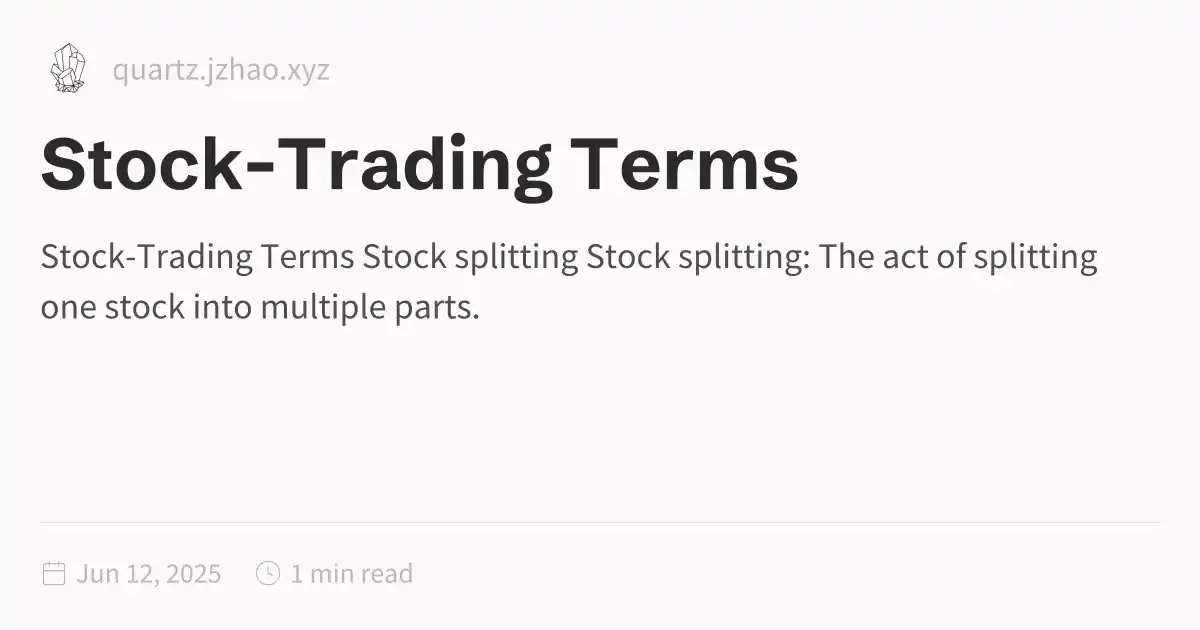 quartz.jzhao.xyz
Stock-Trading Terms
Stock-Trading Terms Stock splitting Stock splitting: The act of splitting
one stock into multiple parts.
Jun 12, 2025 1 min read